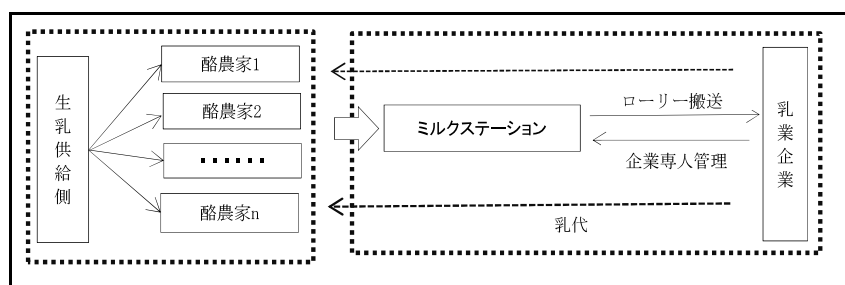 生乳供給側
酪農家1
酪農家2
······
酪農家n
ミルクステーション
ローリー搬送
企業専人管理
乳代
乳業企業